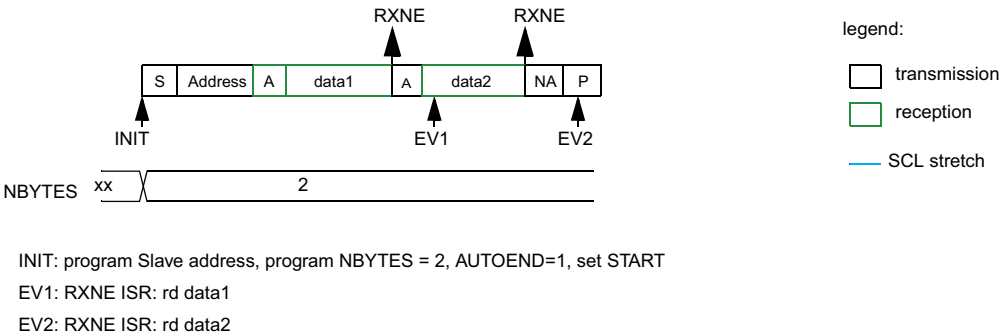 RXNE RXNE
legend:
S Address A data1 A data2 NA P
transmission
reception
INIT EV1 EV2
SCL stretch
NBYTES xx 2
INIT: program Slave address, program NBYTES = 2, AUTOEND=1, set START
EV1: RXNE ISR: rd data1
EV2: RXNE ISR: rd data2